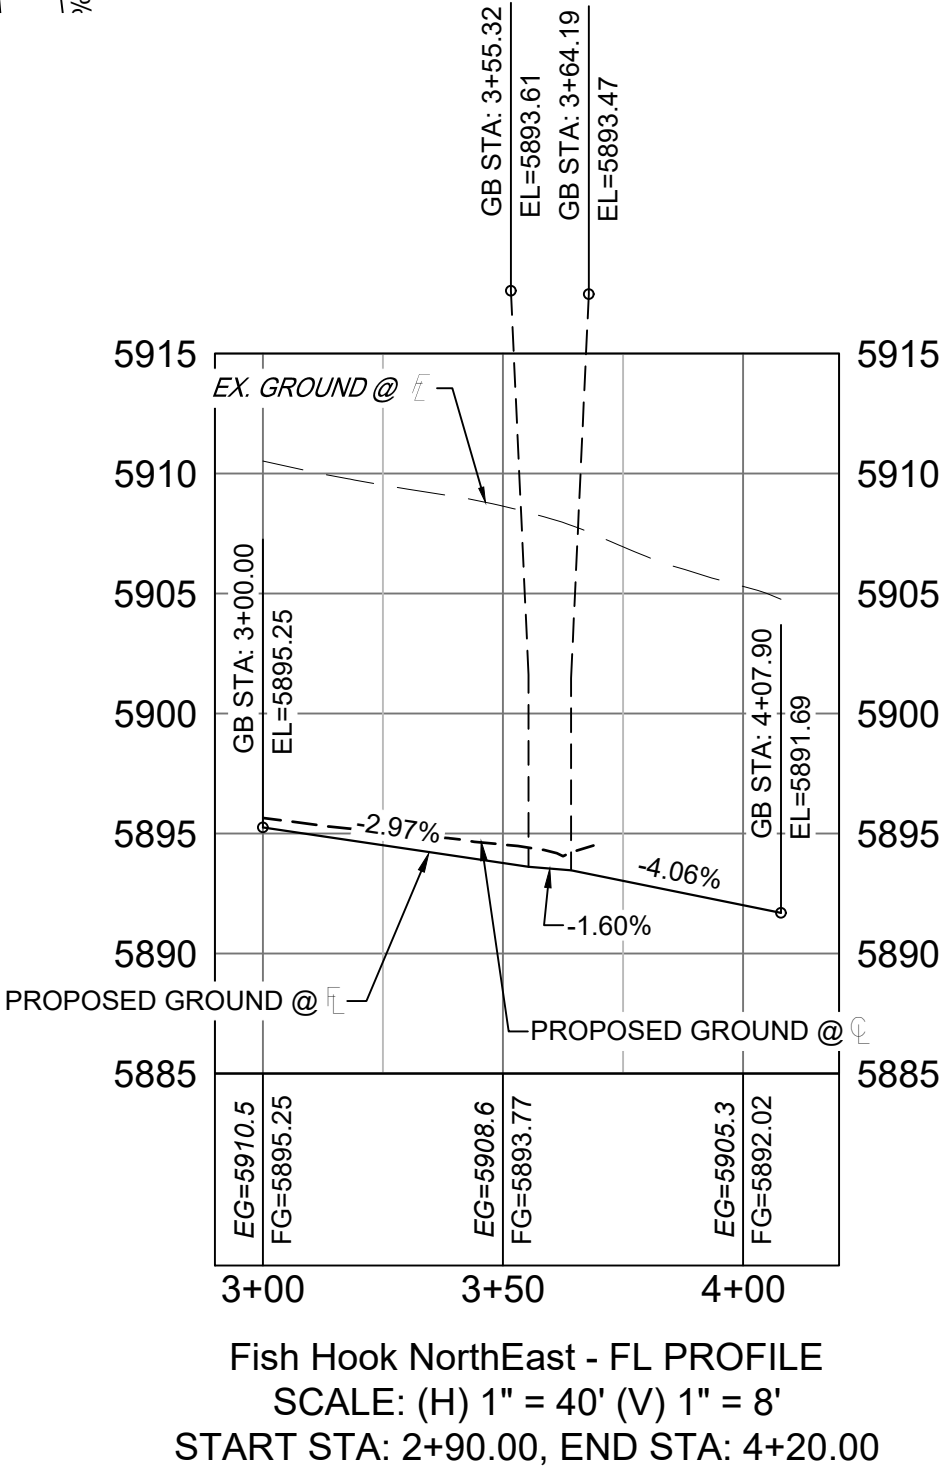 %
GB STA: 3+55.32
EL=5893.61
GB STA: 3+64.19
EL=5893.47
5915
5915
EX. GROUND @ FL
5910
5910
5905
5905
GB STA: 3+00.00
EL=5895.25
GB STA: 4+07.90
EL=5891.69
5900
5900
5895
5895
-2.97%
-4.06%
-1.60%
5890
5890
PROPOSED GROUND @ FL
PROPOSED GROUND @ CL
5885
5885
EG=5910.5
FG=5895.25
EG=5908.6
FG=5893.77
EG=5905.3
FG=5892.02
3+00
3+50
4+00
Fish Hook NorthEast - FL PROFILE
SCALE: (H) 1" = 40' (V) 1" = 8'
START STA: 2+90.00, END STA: 4+20.00